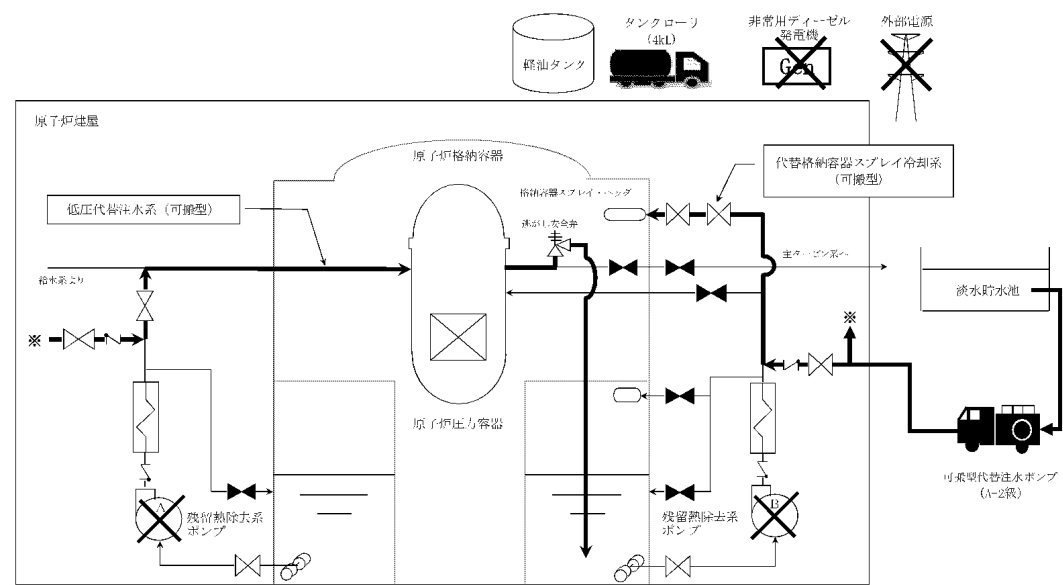 タンクローリ
(4kL)
非常用ディーゼル
発電機
外部電源
軽油タンク
Gen
原子炉建屋
原子炉格納容器
代替格納容器スプレイ冷却系
(可搬型)
格納容器スプレイ・ヘッダ
低圧代替注水系（可搬型）
逃がし安全弁
主タービン系へ
給水系より
淡水貯水池
※
※
原子炉圧力容器
可搬型代替注水ポンプ
(A-2級)
A
残留熱除去系
ポンプ
B
残留熱除去系
ポンプ